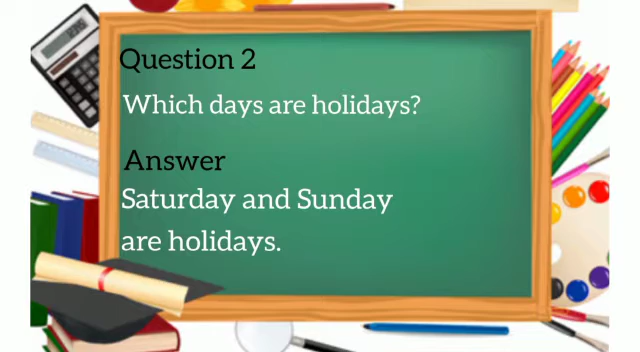 Question 2
Which days are holidays?
Answer
Saturday and Sunday
are holidays.